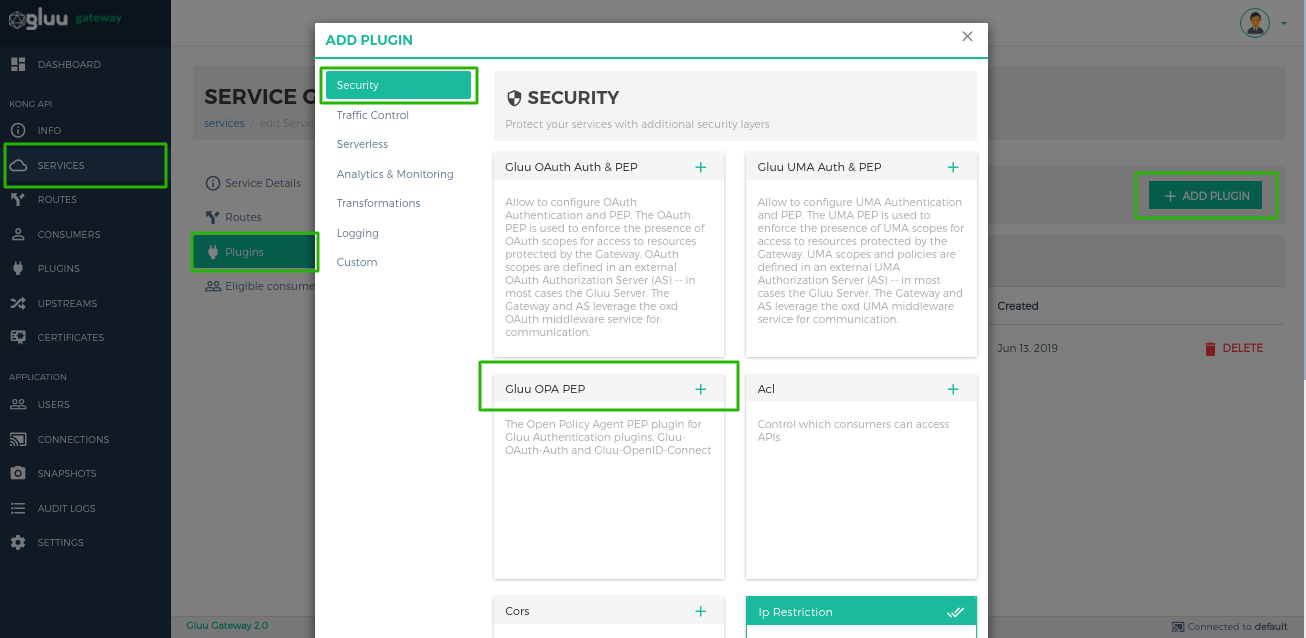 gluu gateway
DASHBOARD
KONG API
INFO
SERVICES
ROUTES
CONSUMERS
PLUGINS
UPSTREAMS
CERTIFICATES
APPLICATION
USERS
CONNECTIONS
SNAPSHOTS
AUDIT LOGS
SETTINGS
SERVICE G
services / edit Servic
Service Details
Routes
Plugins
Eligible consume
ADD PLUGIN
Security
Traffic Control
Serverless
Analytics & Monitoring
Transformations
Logging
Custom
SECURITY
Protect your services with additional security layers
Gluu OAuth Auth & PEP
Allow to configure OAuth
Authentication and PEP. The OAuth
PEP is used to enforce the presence of
OAuth scopes for access to resources
protected by the Gateway. OAuth
scopes are defined in an external
OAuth Authorization Server (AS) -- in
most cases the Gluu Server. The
Gateway and AS leverage the oxd
OAuth middleware service for
communication.
Gluu UMA Auth & PEP
Allow to configure UMA Authentication
and PEP. The UMA PEP is used to
enforce the presence of UMA scopes for
access to resources protected by the
Gateway. UMA scopes and policies are
defined in an external UMA
Authorization Server (AS) -- in most
cases the Gluu Server. The Gateway and
AS leverage the oxd UMA middleware
service for communication.
Gluu OPA PEP
The Open Policy Agent PEP plugin for
Gluu Authentication plugins, Gluu-
OAuth-Auth and Gluu-OpenID-Connect
Acl
Control which consumers can access
APIs
Cors
Ip Restriction
ADD PLUGIN
Created
Jun 13, 2019
DELETE
Gluu Gateway 2.0
Connected to default